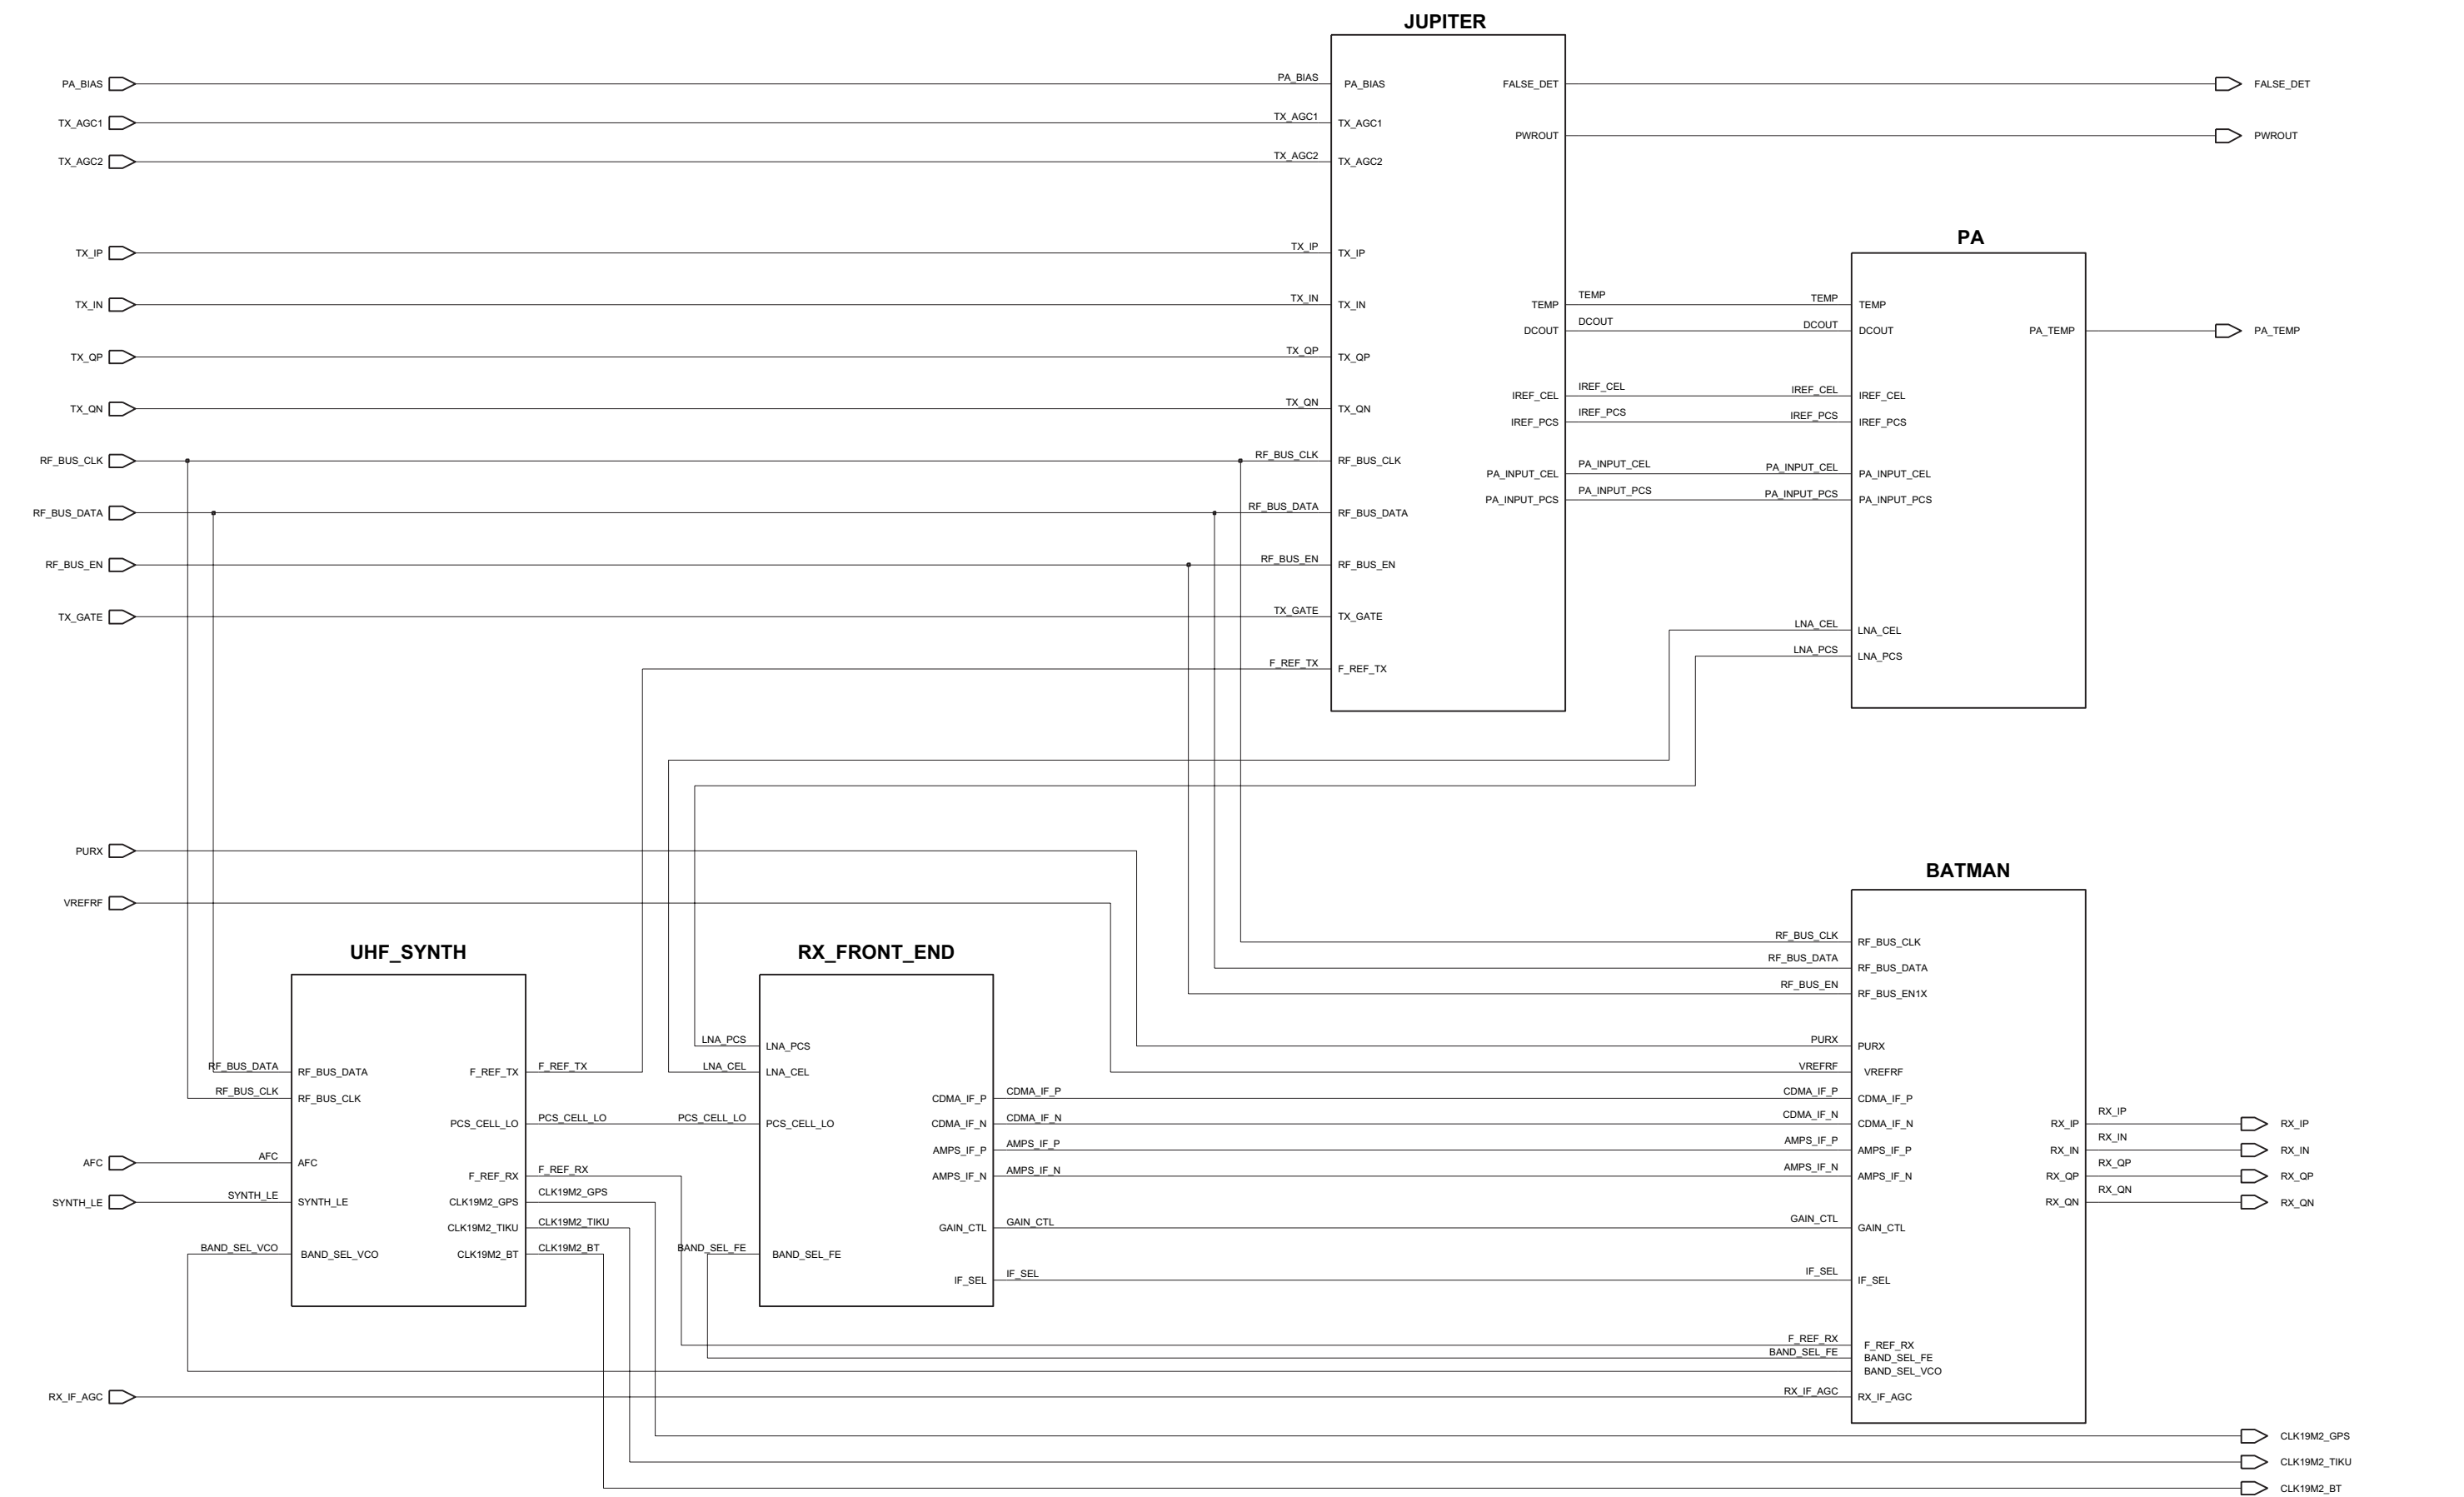 JUPITER
PA_BIAS PA_BIAS PA_BIAS FALSE_DET FALSE_DET
TX_AGC1 TX_AGC1 TX_AGC1
PWROUT PWROUT
TX_AGC2 TX_AGC2 TX_AGC2
PA
TX_IP TX_IP TX_IP
TX_IN TX_IN TX_IN TEMP TEMP TEMP TEMP
DCOUT DCOUT DCOUT DCOUT PA_TEMP PA_TEMP
TX_QP TX_QP TX_QP
IREF_CEL IREF_CEL IREF_CEL IREF_CEL
TX_QN TX_QN TX_QN
IREF_PCS IREF_PCS IREF_PCS IREF_PCS
RF_BUS_CLK RF_BUS_CLK RF_BUS_CLK
PA_INPUT_CEL PA_INPUT_CEL PA_INPUT_CEL PA_INPUT_CEL
PA_INPUT_PCS PA_INPUT_PCS PA_INPUT_PCS PA_INPUT_PCS
RF_BUS_DATA RF_BUS_DATA RF_BUS_DATA
RF_BUS_EN RF_BUS_EN RF_BUS_EN
TX_GATE TX_GATE TX_GATE
LNA_CEL LNA_CEL
LNA_PCS LNA_PCS
F_REF_TX F_REF_TX
PURX
BATMAN
VREFRF
UHF_SYNTH RX_FRONT_END
RF_BUS_CLK RF_BUS_CLK
RF_BUS_DATA RF_BUS_DATA
RF_BUS_EN RF_BUS_EN1X
LNA_PCS LNA_PCS PURX PURX
RF_BUS_DATA RF_BUS_DATA F_REF_TX F_REF_TX LNA_CEL LNA_CEL VREFRF VREFRF
RF_BUS_CLK RF_BUS_CLK CDMA_IF_P CDMA_IF_P CDMA_IF_P CDMA_IF_P
RX_IP
PCS_CELL_LO PCS_CELL_LO PCS_CELL_LO PCS_CELL_LO CDMA_IF_N CDMA_IF_N CDMA_IF_N CDMA_IF_N RX_IP RX_IP
RX_IN
AMPS_IF_P AMPS_IF_P AMPS_IF_P AMPS_IF_P RX_IN RX_IN
AFC AFC AFC
RX_QP
F_REF_RX F_REF_RX AMPS_IF_N AMPS_IF_N AMPS_IF_N AMPS_IF_N RX_QP RX_QP
RX_QN
SYNTH_LE SYNTH_LE SYNTH_LE CLK19M2_GPS CLK19M2_GPS RX_QN RX_QN
CLK19M2_TIKU CLK19M2_TIKU GAIN_CTL GAIN_CTL GAIN_CTL GAIN_CTL
BAND_SEL_VCO BAND_SEL_VCO CLK19M2_BT CLK19M2_BT BAND_SEL_FE BAND_SEL_FE
IF_SEL IF_SEL IF_SEL IF_SEL
F_REF_RX F_REF_RX
BAND_SEL_FE BAND_SEL_FE
BAND_SEL_VCO
RX_IF_AGC RX_IF_AGC RX_IF_AGC
CLK19M2_GPS
CLK19M2_TIKU
CLK19M2_BT